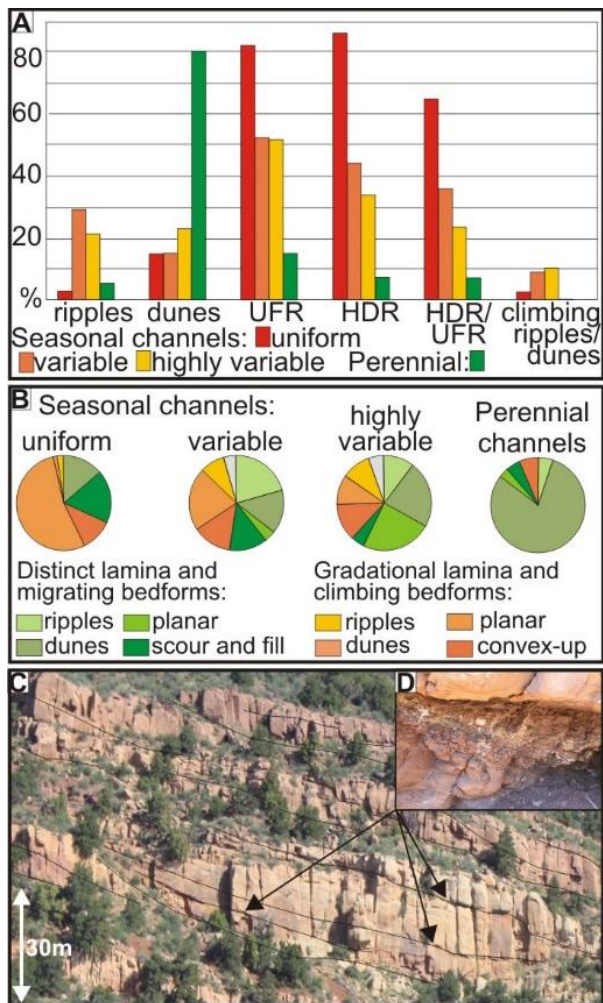 A
80
60
40
20
%
ripples dunes UFR HDR HDR/ climbing
UFR ripples/
dunes
Seasonal channels: uniform
variable highly variable Perennial:
B Seasonal channels:
uniform variable highly variable Perennial channels
Distinct lamina and Gradational lamina and
migrating bedforms: climbing bedforms:
ripples planar ripples planar
dunes scour and fill dunes convex-up
C D
30m